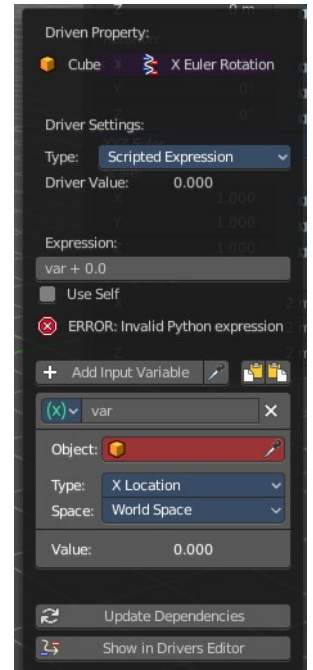 Z 0 m
Driven Property:
Cube X Euler Rotation
Driver Settings:
Type: Scripted Expression
Driver Value: 0.000
Expression:
var + 0.0
Use Self
ERROR: Invalid Python expression
+ Add Input Variable
(x) var
Object:
Type: X Location
Space: World Space
Value: 0.000
Update Dependencies
Show in Drivers Editor